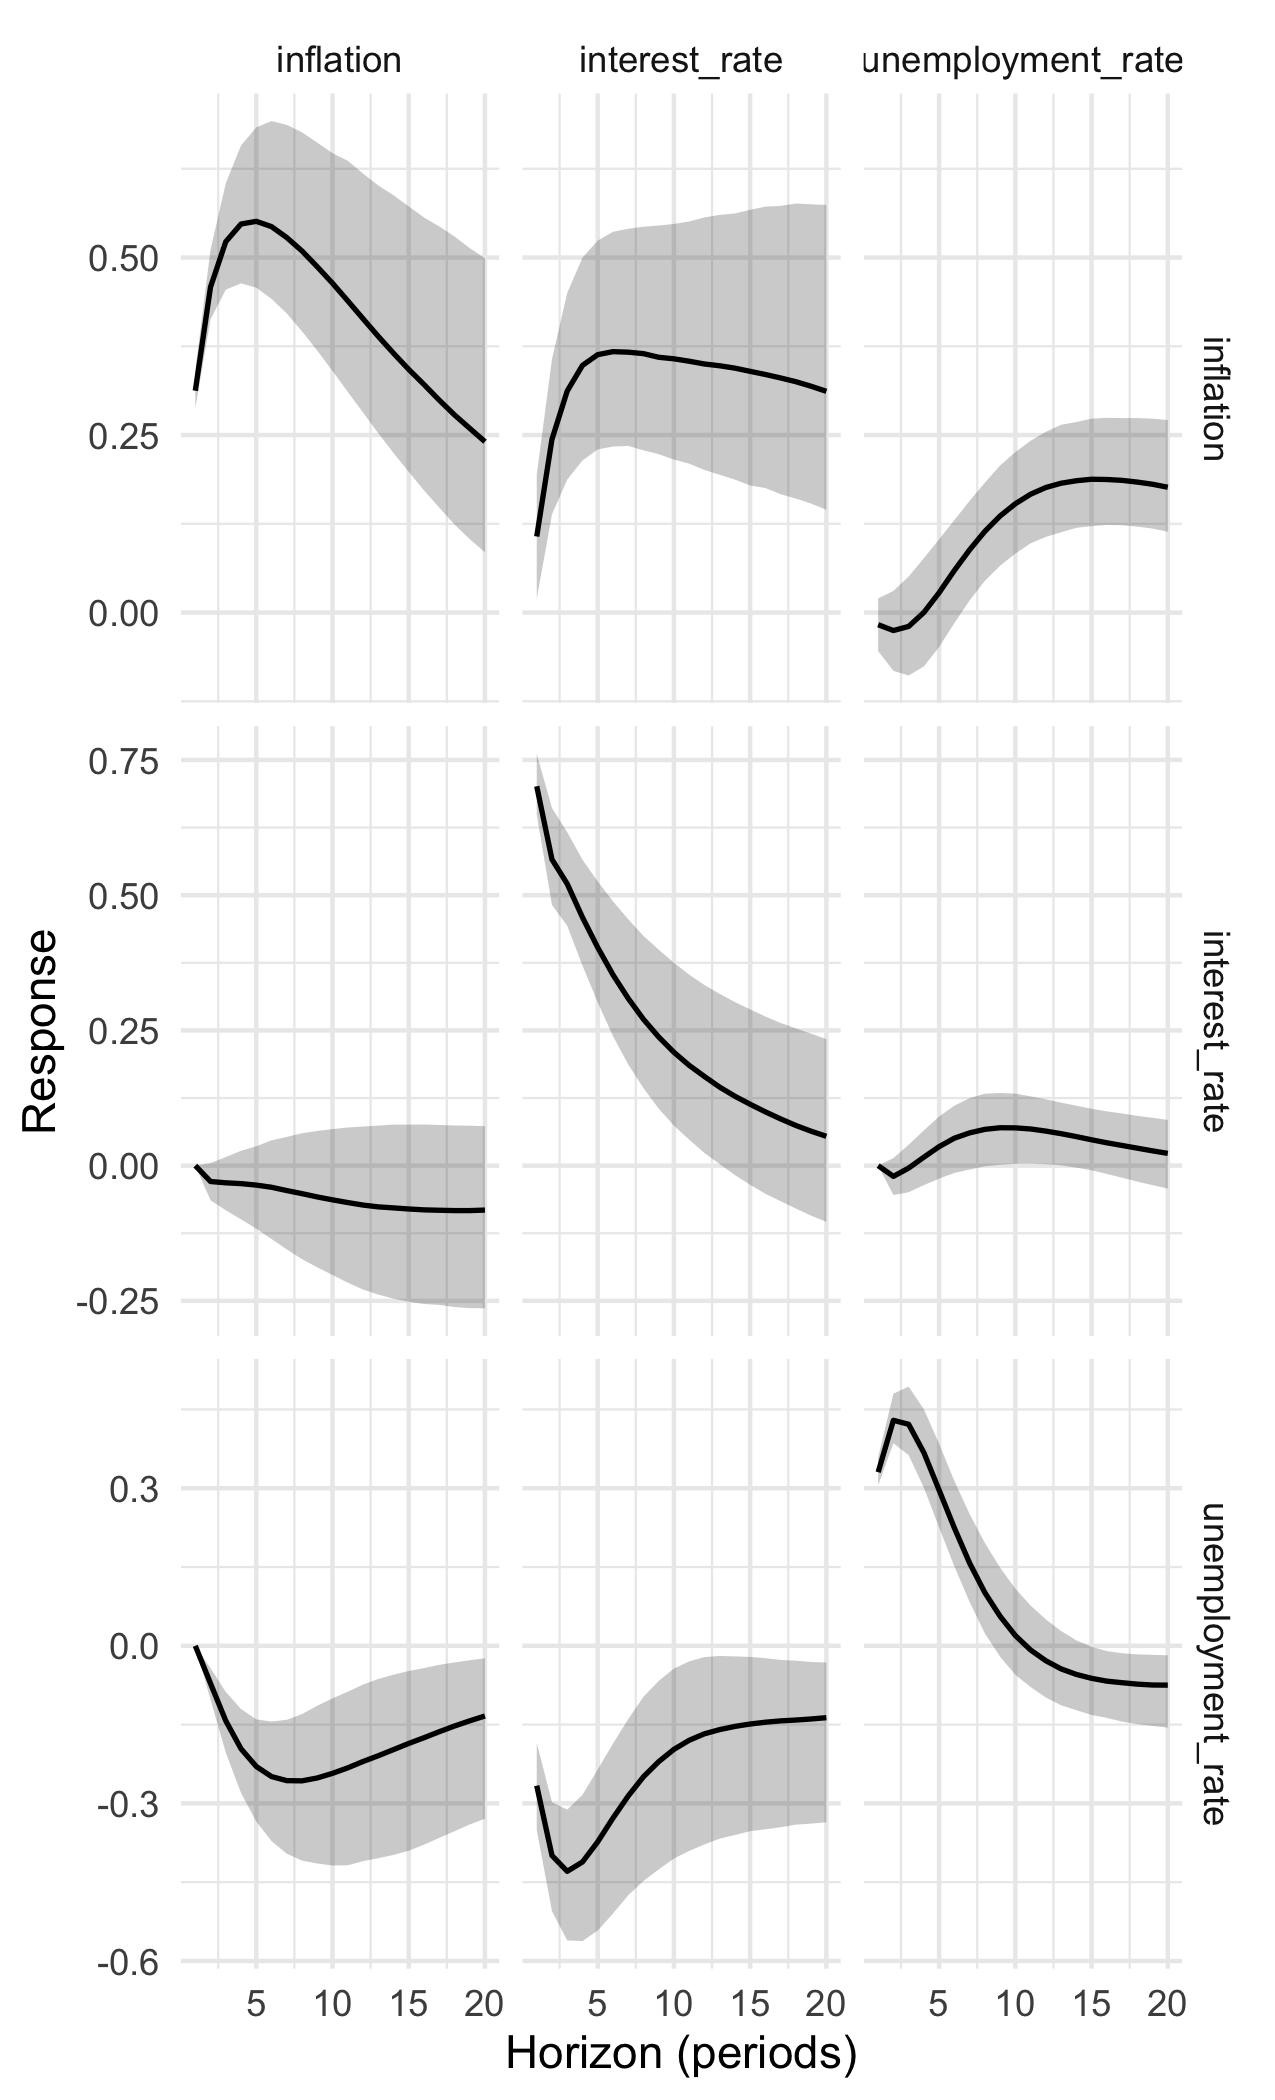 inflation interest_rate unemployment_rate
0.50
0.25
0.00
inflation
0.75
0.50
0.25
0.00
-0.25
interest_rate
0.3
0.0
-0.3
-0.6
unemployment_rate
Response
5 10 15 20 5 10 15 20 5 10 15 20
Horizon (periods)